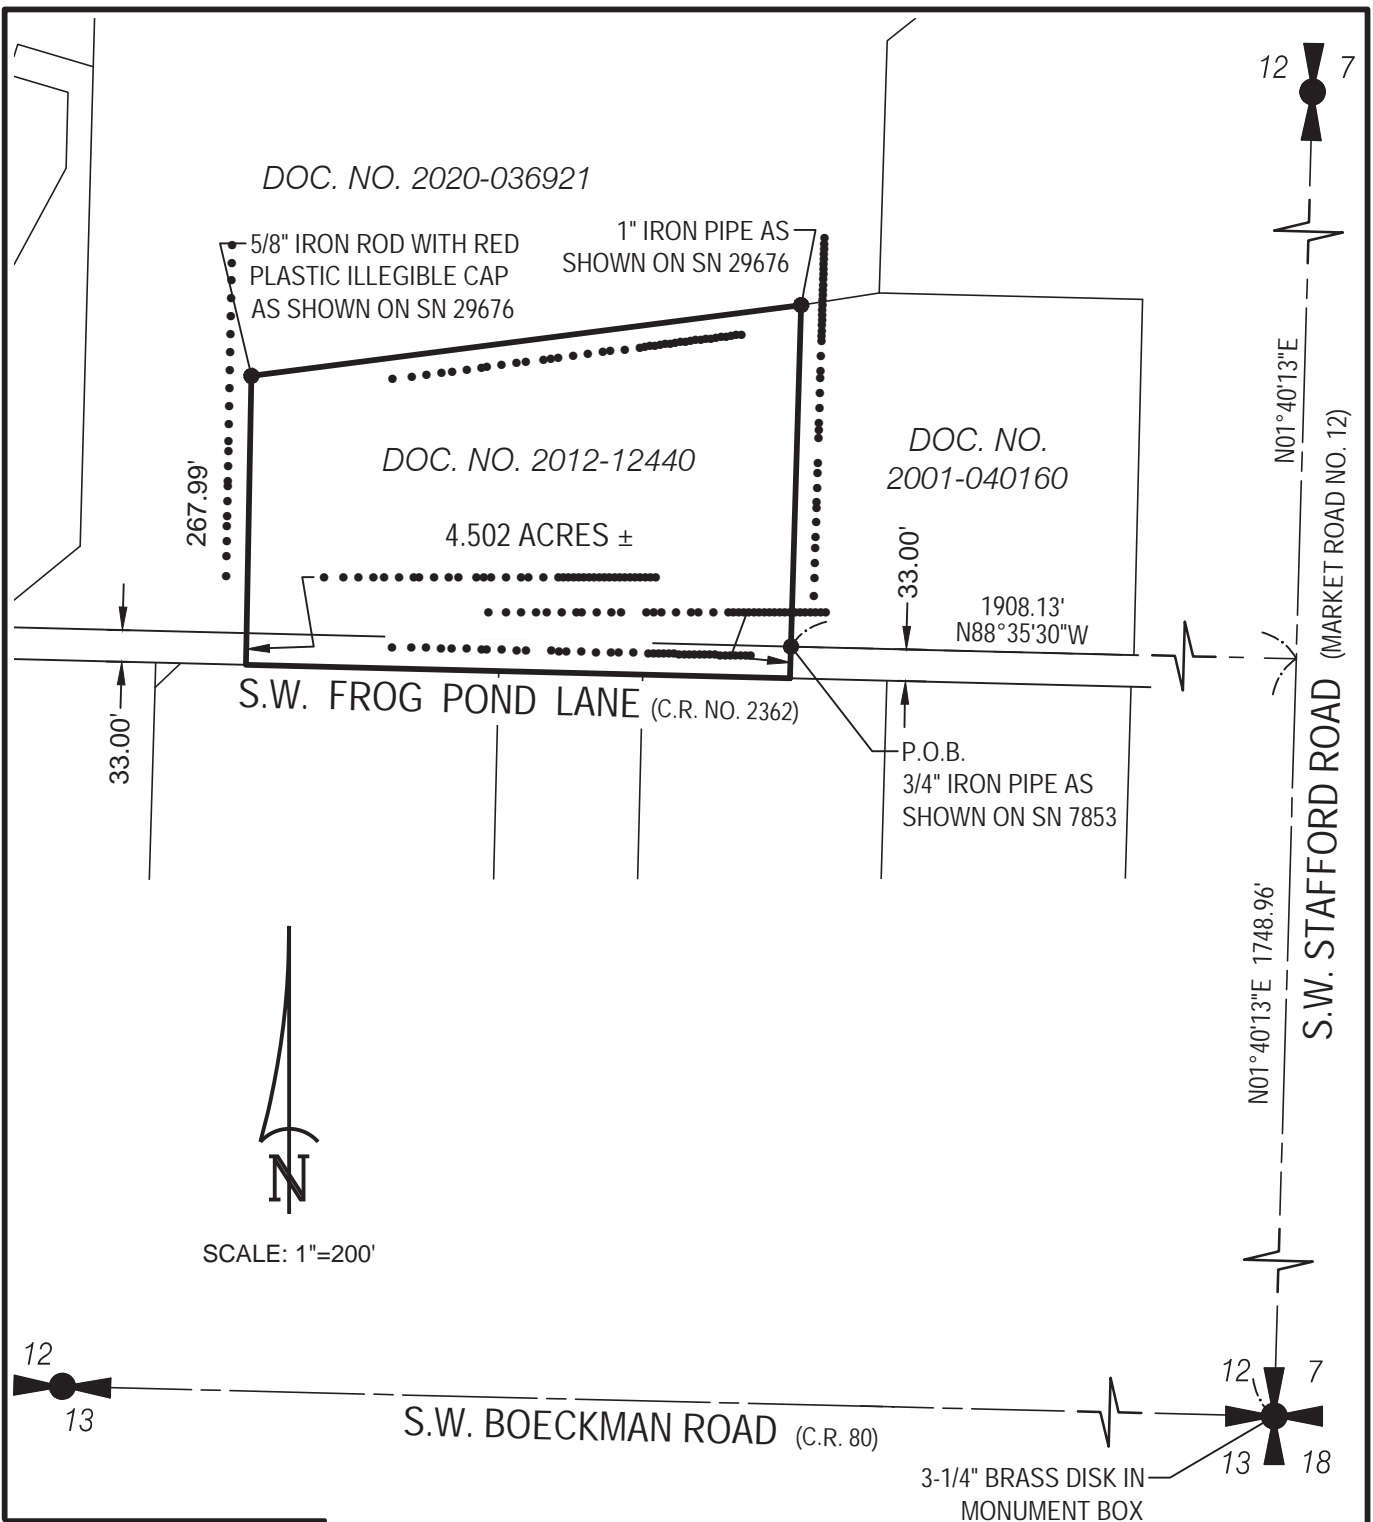 12 7
DOC. NO. 2020-036921
5/8" IRON ROD WITH RED
PLASTIC ILLEGIBLE CAP
AS SHOWN ON SN 29676
1" IRON PIPE AS
SHOWN ON SN 29676
N01°40'13"E
DOC. NO. 2012-12440
DOC. NO.
2001-040160
267.99'
4.502 ACRES ±
33.00'
1908.13'
N88°35'30"W
S.W. STAFFORD ROAD (MARKET ROAD NO. 12)
S.W. FROG POND LANE (C.R. NO. 2362)
33.00'
P.O.B.
3/4" IRON PIPE AS
SHOWN ON SN 7853
N01°40'13"E 1748.96'
N
SCALE: 1"=200'
12
13
S.W. BOECKMAN ROAD (C.R. 80)
12 7
13 18
3-1/4" BRASS DISK IN
MONUMENT BOX